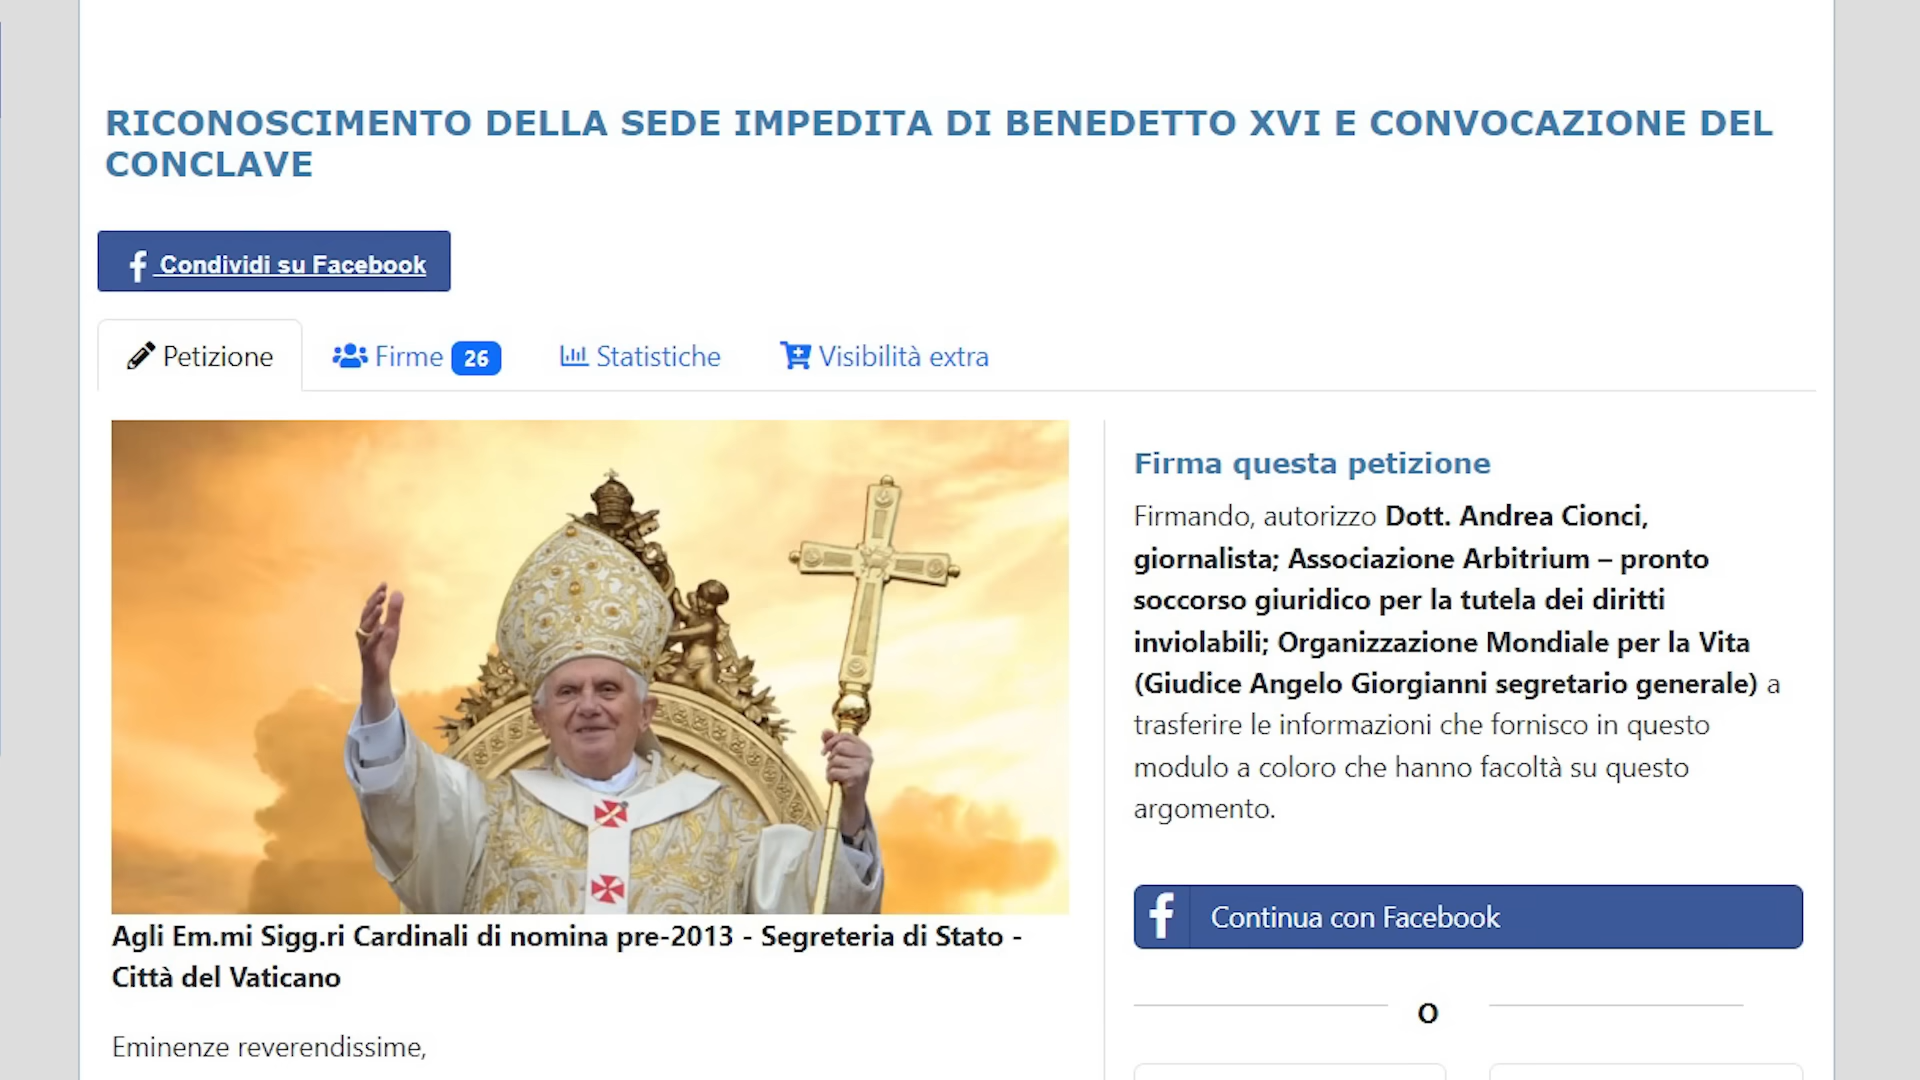 RICONOSCIMENTO DELLA SEDE IMPEDITA DI BENEDETTO XVI E CONVOCAZIONE DEL
CONCLAVE
Condividi su Facebook
Petizione
Firme 26
Statistiche
Visibilità extra
Agli Em.mi Sigg.ri Cardinali di nomina pre-2013 - Segreteria di Stato -
Città del Vaticano
Eminenze reverendissime,
Firma questa petizione
Firmando, autorizzo Dott. Andrea Cionci,
giornalista; Associazione Arbitrium – pronto
soccorso giuridico per la tutela dei diritti
inviolabili; Organizzazione Mondiale per la Vita
(Giudice Angelo Giorgianni segretario generale) a
trasferire le informazioni che fornisco in questo
modulo a coloro che hanno facoltà su questo
argomento.
Continua con Facebook
O